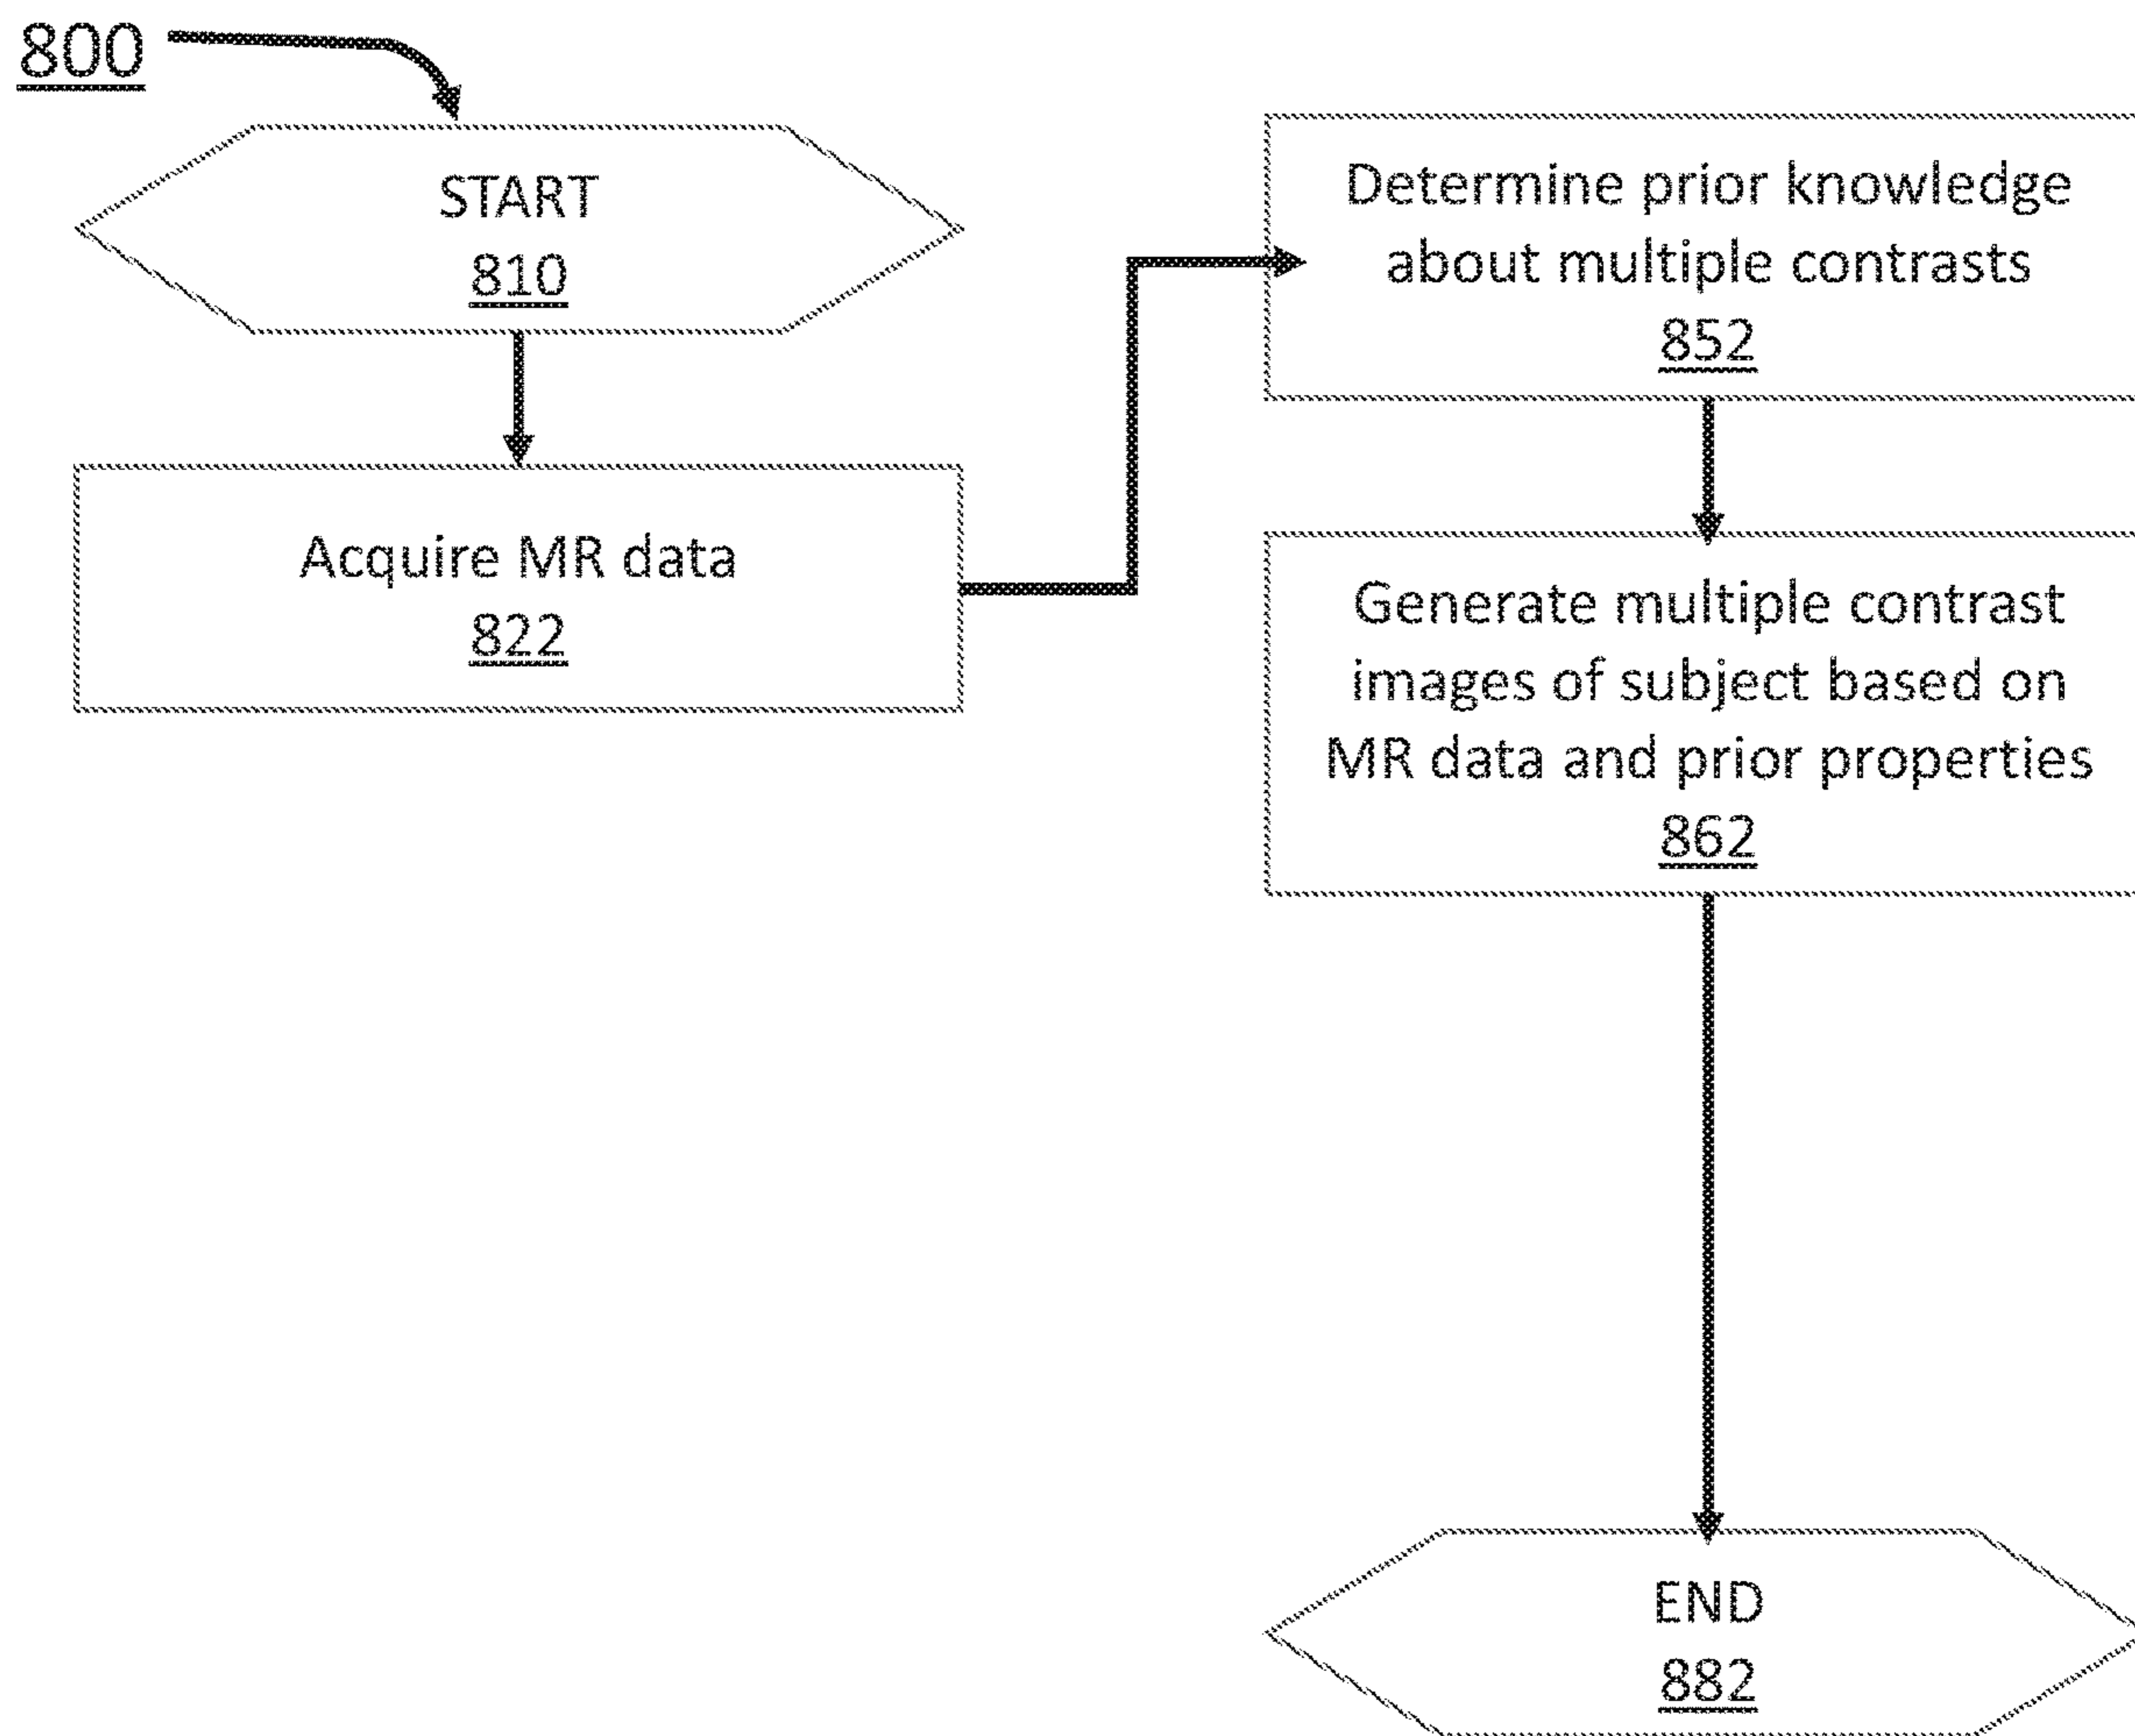 800
START
810
Acquire MR data
822
Determine prior knowledge
about multiple contrasts
852
Generate multiple contrast
images of subject based on
MR data and prior properties
862
END
882